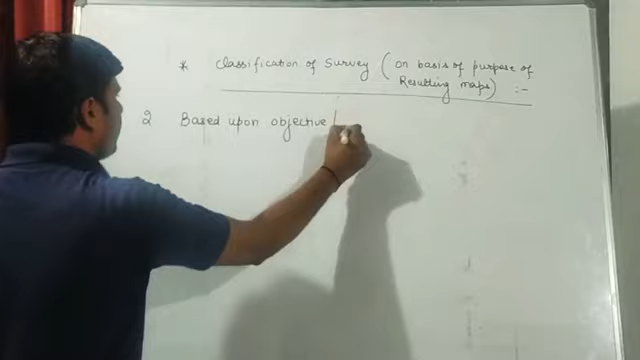 * Classification of Survey ( on basis of purpose of
Resulting maps) :-
2 Based upon objective